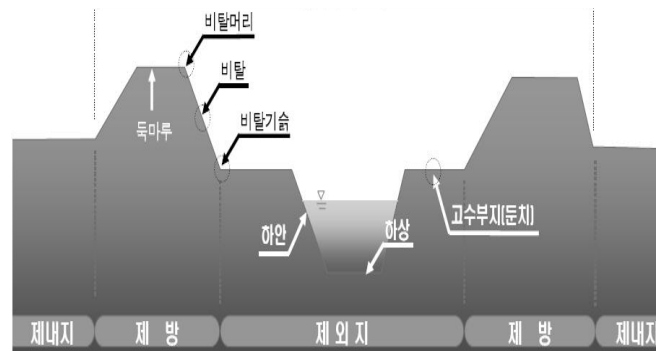 비탈머리
비탈
둑마루
비탈기슭
하안
하상
고수부지(둔치)
제내지
제 방
제 외 지
제 방
제내지